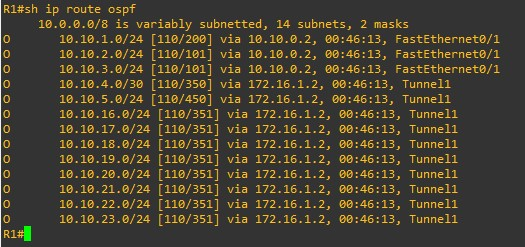 R1#sh ip route ospf
     10.0.0.0/8 is variably subnetted, 14 subnets, 2 masks
O       10.10.1.0/24 [110/200] via 10.10.0.2, 00:46:13, FastEthernet0/1
O       10.10.2.0/24 [110/101] via 10.10.0.2, 00:46:13, FastEthernet0/1
O       10.10.3.0/24 [110/101] via 10.10.0.2, 00:46:13, FastEthernet0/1
O       10.10.4.0/30 [110/350] via 172.16.1.2, 00:46:13, Tunnel1
O       10.10.5.0/24 [110/450] via 172.16.1.2, 00:46:13, Tunnel1
O       10.10.16.0/24 [110/351] via 172.16.1.2, 00:46:13, Tunnel1
O       10.10.17.0/24 [110/351] via 172.16.1.2, 00:46:13, Tunnel1
O       10.10.18.0/24 [110/351] via 172.16.1.2, 00:46:13, Tunnel1
O       10.10.19.0/24 [110/351] via 172.16.1.2, 00:46:13, Tunnel1
O       10.10.20.0/24 [110/351] via 172.16.1.2, 00:46:13, Tunnel1
O       10.10.21.0/24 [110/351] via 172.16.1.2, 00:46:13, Tunnel1
O       10.10.22.0/24 [110/351] via 172.16.1.2, 00:46:13, Tunnel1
O       10.10.23.0/24 [110/351] via 172.16.1.2, 00:46:13, Tunnel1
R1#